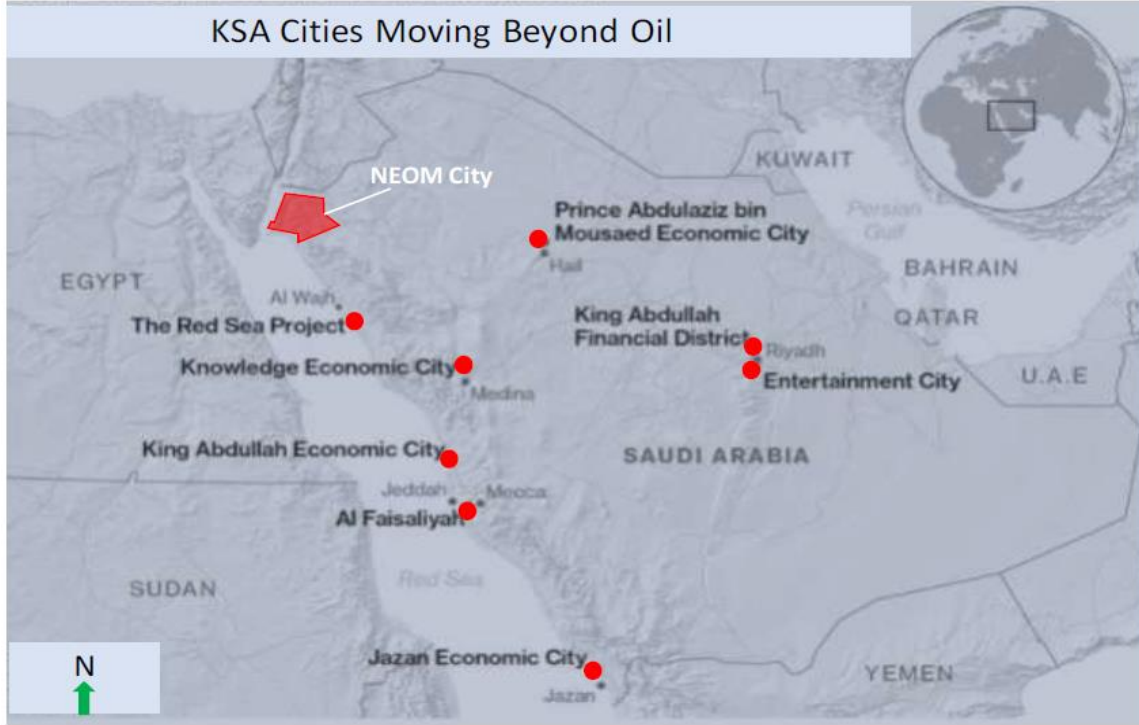 KSA Cities Moving Beyond Oil
KUWAIT
NEOM City
Prince Abdulaziz bin
Mousaed Economic City
Persian
Gulf
Hail
BAHRAIN
EGYPT
Al Wajh
The Red Sea Project
King Abdullah
Financial District
QATAR
Riyadh
Knowledge Economic City
Medina
Entertainment City
U.A.E
King Abdullah Economic City
SAUDI ARABIA
Jeddah
Mecca
Al Faisaliyah
Red Sea
SUDAN
N
Jazan Economic City
Jazan
YEMEN